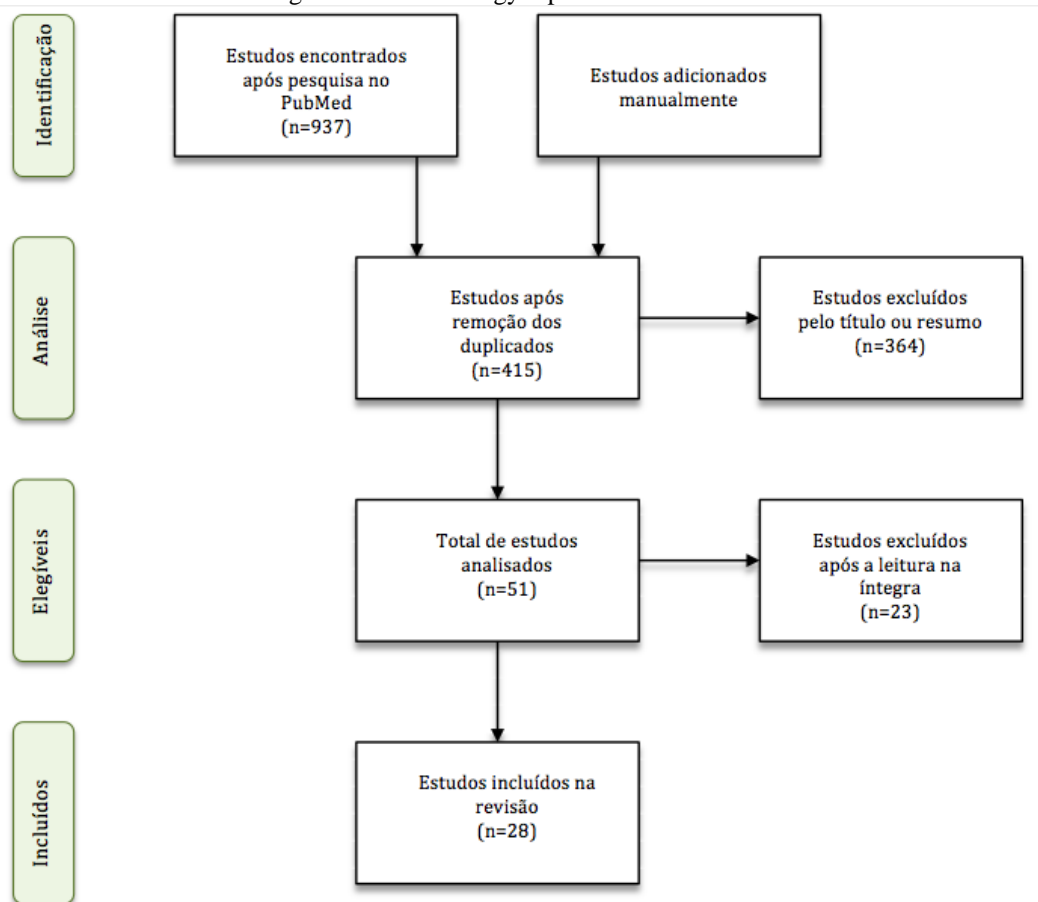 Identificação
Estudos encontrados
após pesquisa no
PubMed
(n=937)
Estudos adicionados
manualmente
Análise
Estudos após
remoção dos
duplicados
(n=415)
Estudos excluídos
pelo título ou resumo
(n=364)
Elegíveis
Total de estudos
analisados
(n=51)
Estudos excluídos
após a leitura na
íntegra
(n=23)
Incluídos
Estudos incluídos na
revisão
(n=28)